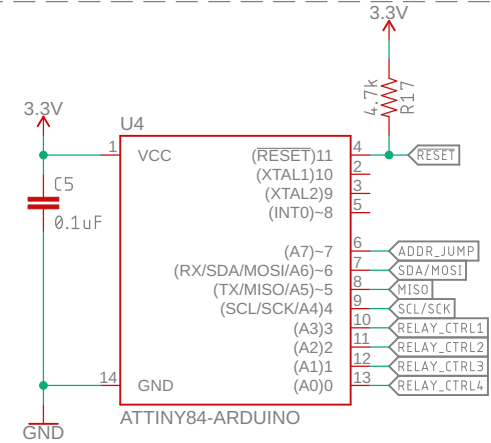 3.3V
4.7k
R17
3.3V
U4
1
VCC
(RESET)11
4
RESET
(XTAL1)10
2
(XTAL2)9
3
(INT0)~8
5
C5
0.1uF
(A7)~7
6
ADDR_JUMP
(RX/SDA/MOSI/A6)~6
7
SDA/MOSI
(TX/MISO/A5)~5
8
MISO
(SCL/SCK/A4)4
9
SCL/SCK
(A3)3
10
RELAY_CTRL1
(A2)2
11
RELAY_CTRL2
(A1)1
12
RELAY_CTRL3
14
GND
(A0)0
13
RELAY_CTRL4
ATTINY84-ARDUINO
GND